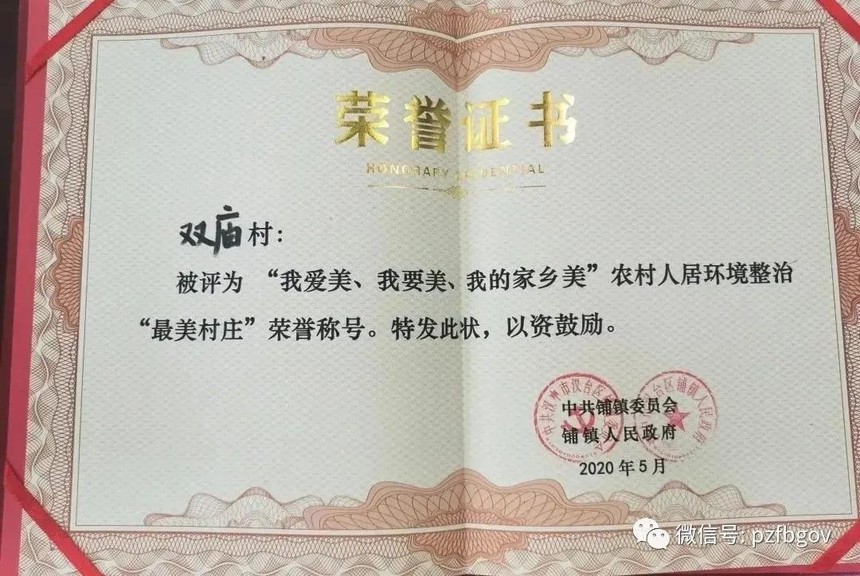 荣誉证书
HONORARY CREDENTIAL
双庙村:
被评为“我爱美、我要美、我的家乡美”农村人居环境整治
“最美村庄”荣誉称号。特发此状，以资鼓励。
中共铺镇委员会
铺镇人民政府
2020年5月
微信号: pzfbgov